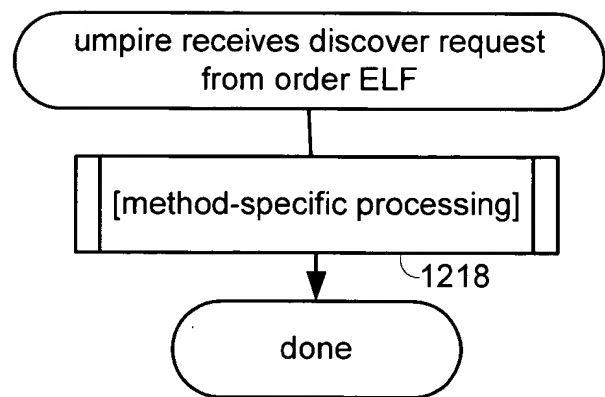 umpire receives discover request
from order ELF
[method-specific processing]
1218
done